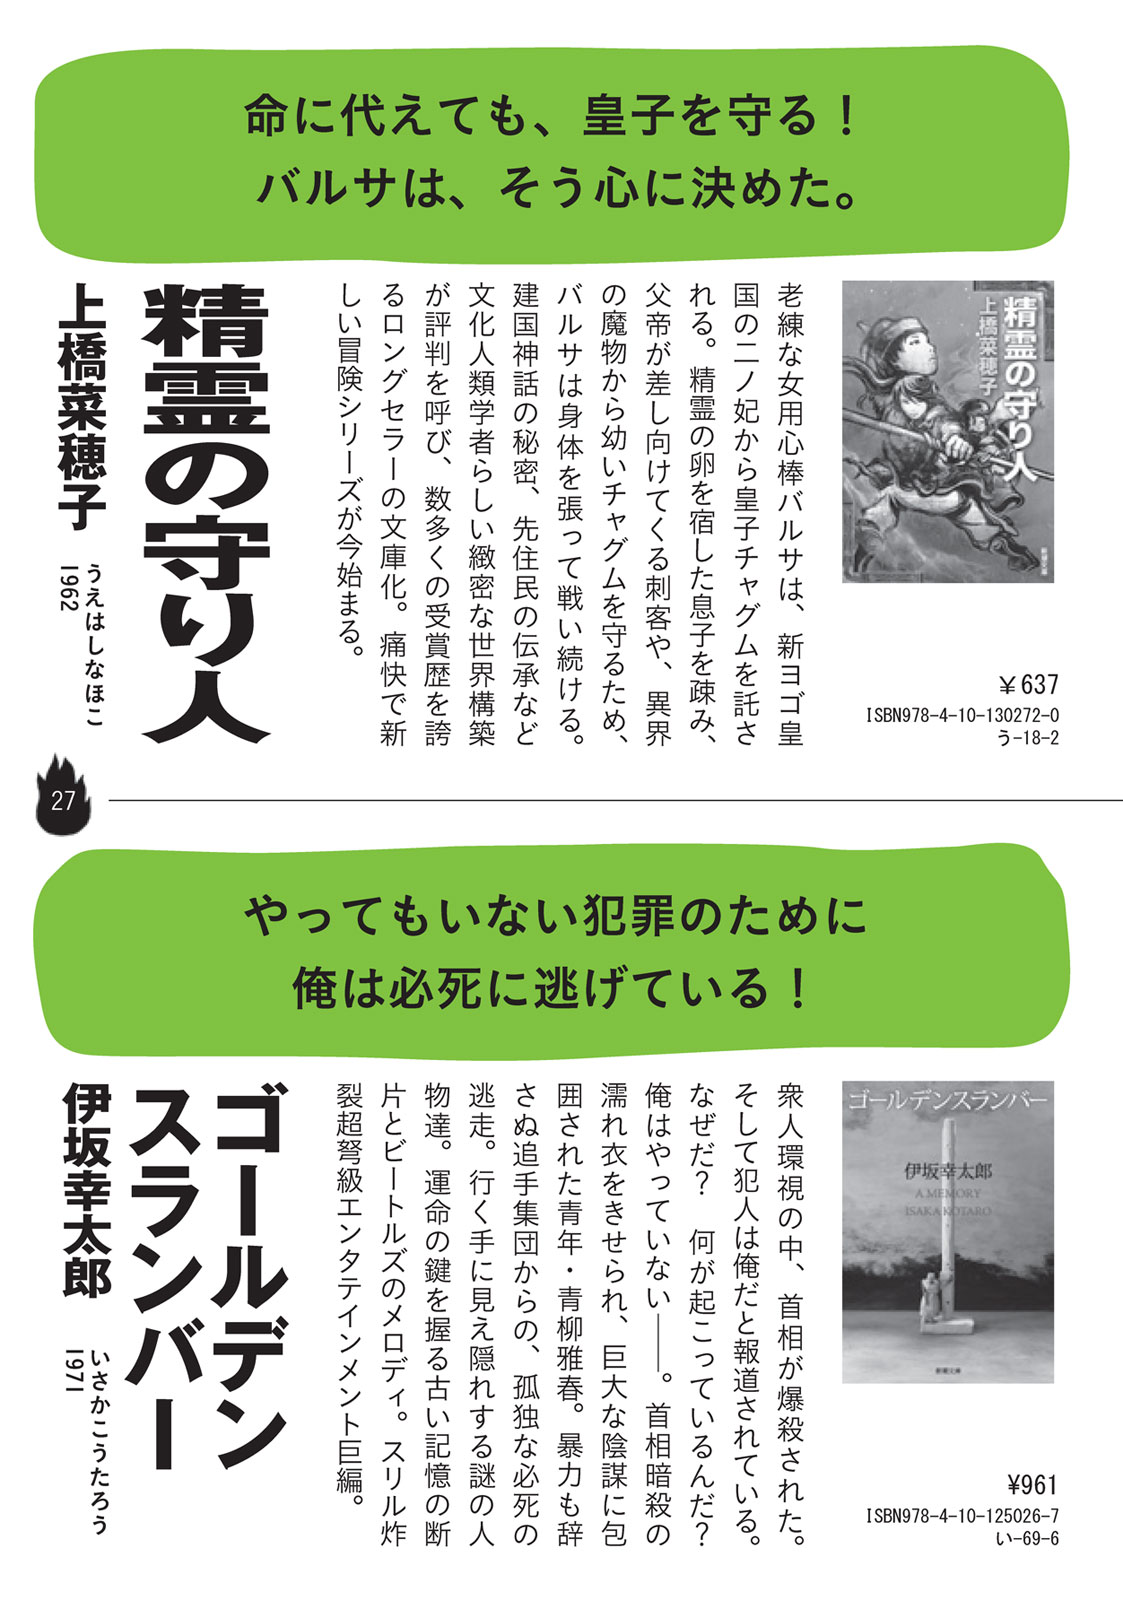 命に代えても、皇子を守る！
バルサは、そう心に決めた。
精霊の守り人
上橋菜穂子
新潮文庫
老練な女用心棒バルサは、新ヨゴ皇
国の二ノ妃から皇子チャグムを託さ
れる。精霊の卵を宿した息子を疎み、
父帝が差し向けてくる刺客や、異界
の魔物から幼いチャグムを守るため、
バルサは身体を張って戦い続ける。
建国神話の秘密、先住民の伝承など
文化人類学者らしい緻密な世界構築
が評判を呼び、数多くの受賞歴を誇
るロングセラーの文庫化。痛快で新
しい冒険シリーズが今始まる。
精霊の守り人
上橋菜穂子
うえはしなほこ
1962
￥637
ISBN978-4-10-130272-0
う-18-2
27
やってもいない犯罪のために
俺は必死に逃げている！
ゴールデンスランバー
伊坂幸太郎
A MEMORY
ISAKA KOTARO
新潮文庫
衆人環視の中、首相が爆殺された。
そして犯人は俺だと報道されている。
なぜだ？　何が起こっているんだ？
俺はやっていない――。首相暗殺の
濡れ衣をきせられ、巨大な陰謀に包
囲された青年・青柳雅春。暴力も辞
さぬ追手集団からの、孤独な必死の
逃走。行く手に見え隠れする謎の人
物達。運命の鍵を握る古い記憶の断
片とビートルズのメロディ。スリル炸
裂超弩級エンタテインメント巨編。
ゴールデン
スランバー
伊坂幸太郎
いさかこうたろう
1971
¥961
ISBN978-4-10-125026-7
い-69-6